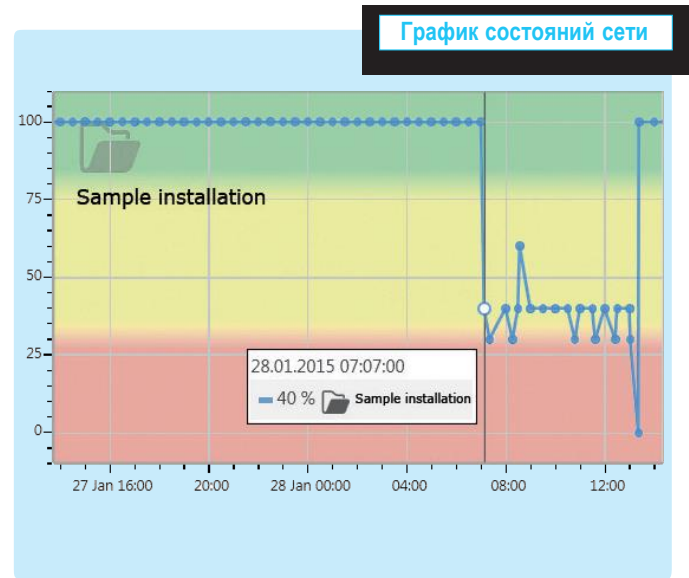 График состояний сети
100
Sample installation
75
50
25
28.01.2015 07:07:00
40 % Sample installation
0
27 Jan 16:00 20:00 28 Jan 00:00 04:00 08:00 12:00